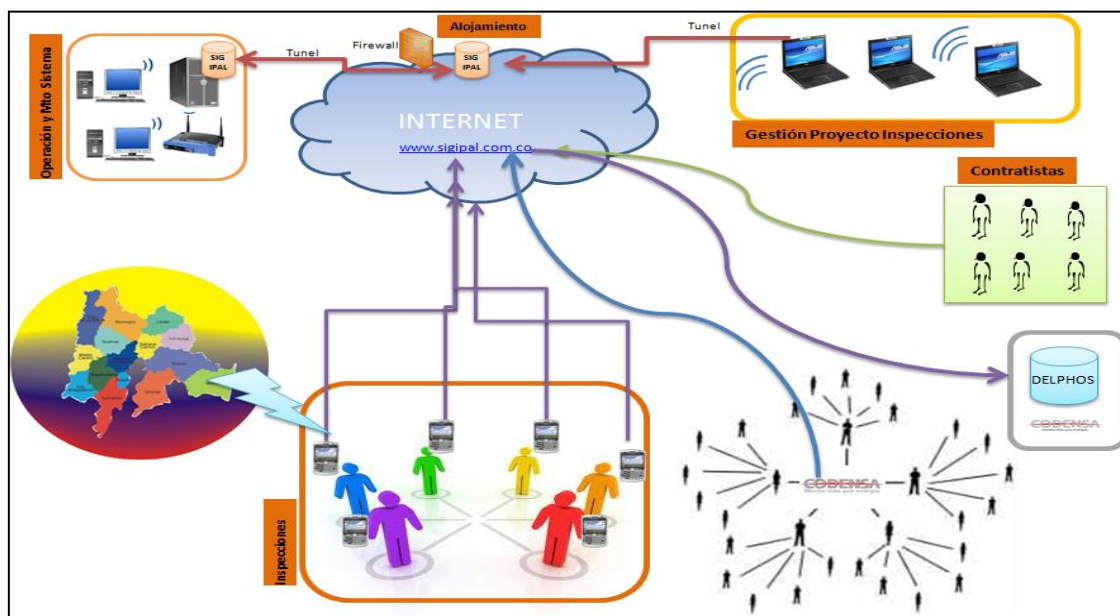 Alojamiento
Tunel
Firewall
Tunel
SIG
IPAL
SIG
IPAL
Operación y Mto Sistema
INTERNET
www.sigipal.com.co
Gestión Proyecto Inspecciones
Contratistas
DELPHOS
CODENSA
CODENSA
Inspecciones